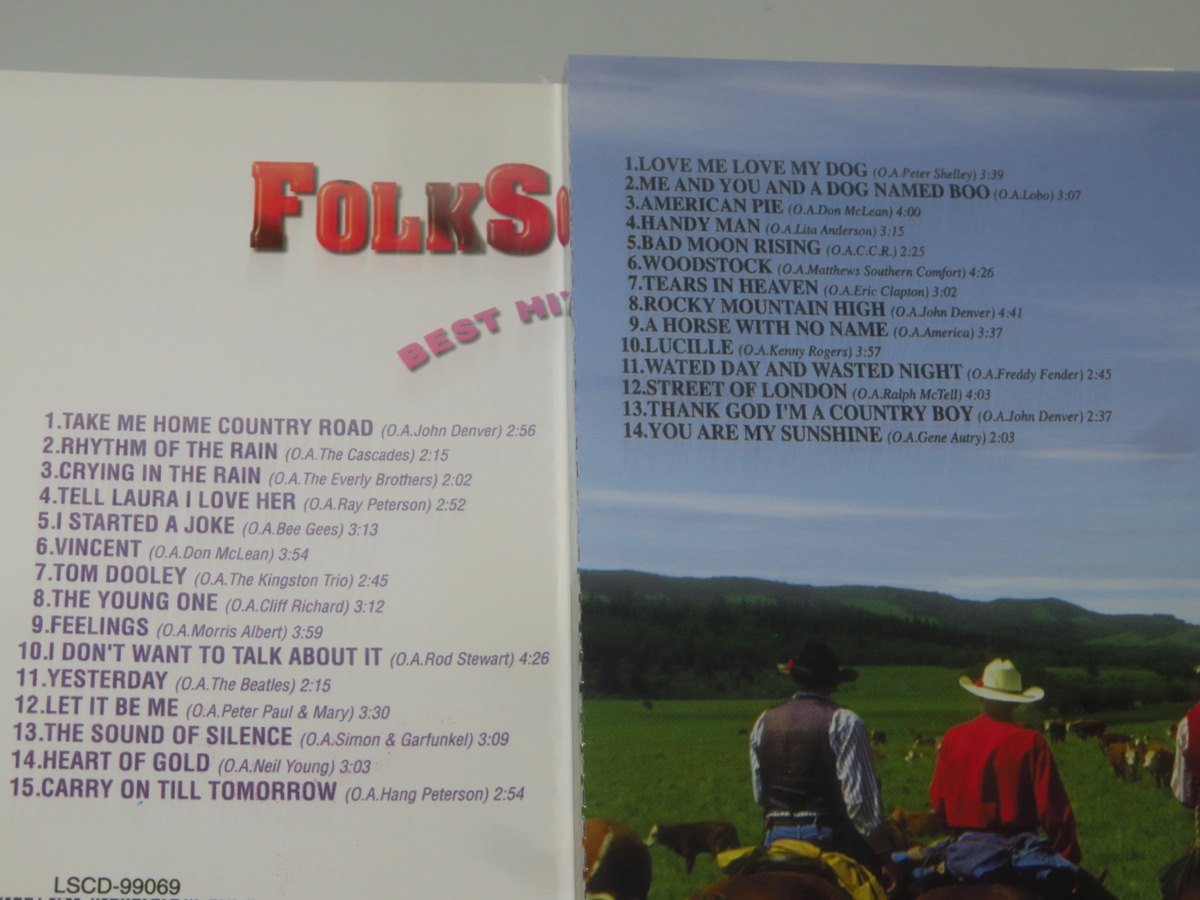 FOLKSO
BEST HI
1.TAKE ME HOME COUNTRY ROAD (O.A.John Denver) 2:56
2.RHYTHM OF THE RAIN (O.A.The Cascades) 2:15
3.CRYING IN THE RAIN (O.A.The Everly Brothers) 2:02
4.TELL LAURA I LOVE HER (O.A.Ray Peterson) 2:52
5.I STARTED A JOKE (O.A.Bee Gees) 3:13
6.VINCENT (O.A.Don McLean) 3:54
7.TOM DOOLEY (O.A.The Kingston Trio) 2:45
8.THE YOUNG ONE (O.A.Cliff Richard) 3:12
9.FEELINGS (O.A.Morris Albert) 3:59
10.I DON'T WANT TO TALK ABOUT IT (O.A.Rod Stewart) 4:26
11.YESTERDAY (O.A.The Beatles) 2:15
12.LET IT BE ME (O.A.Peter Paul & Mary) 3:30
13.THE SOUND OF SILENCE (O.A.Simon & Garfunkel) 3:09
14.HEART OF GOLD (O.A.Neil Young) 3:03
15.CARRY ON TILL TOMORROW (O.A.Hang Peterson) 2:54
LSCD-99069
1.LOVE ME LOVE MY DOG (O.A.Peter Shelley) 3:39
2.ME AND YOU AND A DOG NAMED BOO (O.A.Lobo) 3:07
3.AMERICAN PIE (O.A.Don McLean) 4:00
4.HANDY MAN (O.A.Lita Anderson) 3:15
5.BAD MOON RISING (O.A.C.C.R.) 2:25
6.WOODSTOCK (O.A.Matthews Southern Comfort) 4:26
7.TEARS IN HEAVEN (O.A.Eric Clapton) 3:02
8.ROCKY MOUNTAIN HIGH (O.A.John Denver) 4:41
9.A HORSE WITH NO NAME (O.A.America) 3:37
10.LUCILLE (O.A.Kenny Rogers) 3:57
11.WATED DAY AND WASTED NIGHT (O.A.Freddy Fender) 2:45
12.STREET OF LONDON (O.A.Ralph McTell) 4:03
13.THANK GOD I'M A COUNTRY BOY (O.A.John Denver) 2:37
14.YOU ARE MY SUNSHINE (O.A.Gene Autry) 2:03